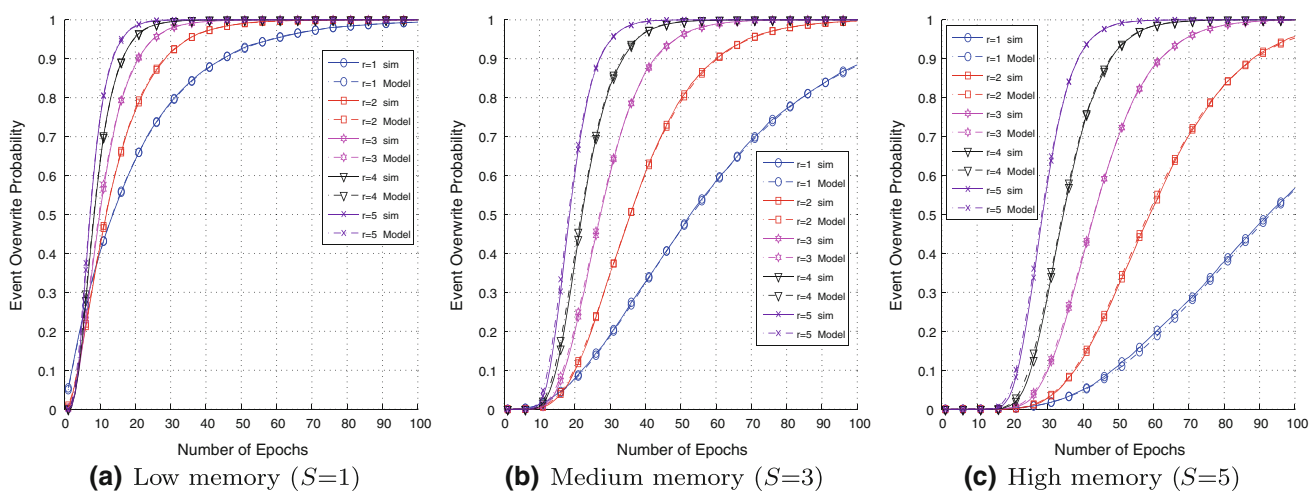 1
0.9
0.8
0.7
0.6
0.5
0.4
0.3
0.2
0.1
0
Event Overwrite Probability
0 10 20 30 40 50 60 70 80 90 100
Number of Epochs
r=1 sim
r=1 Model
r=2 sim
r=2 Model
r=3 sim
r=3 Model
r=4 sim
r=4 Model
r=5 sim
r=5 Model
(a) Low memory (S=1)
1
0.9
0.8
0.7
0.6
0.5
0.4
0.3
0.2
0.1
0
Event Overwrite Probability
0 10 20 30 40 50 60 70 80 90 100
Number of Epochs
r=1 sim
r=1 Model
r=2 sim
r=2 Model
r=3 sim
r=3 Model
r=4 sim
r=4 Model
r=5 sim
r=5 Model
(b) Medium memory (S=3)
1
0.9
0.8
0.7
0.6
0.5
0.4
0.3
0.2
0.1
0
Event Overwrite Probability
0 10 20 30 40 50 60 70 80 90 100
Number of Epochs
r=1 sim
r=1 Model
r=2 sim
r=2 Model
r=3 sim
r=3 Model
r=4 sim
r=4 Model
r=5 sim
r=5 Model
(c) High memory (S=5)